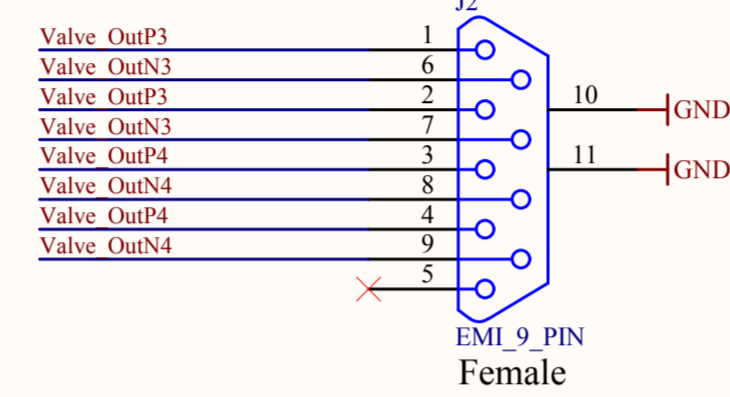 J2
Valve_OutP3 1
Valve_OutN3 6
Valve_OutP3 2
10 GND
Valve_OutN3 7
Valve_OutP4 3
11 GND
Valve_OutN4 8
Valve_OutP4 4
Valve_OutN4 9
5
EMI_9_PIN
Female